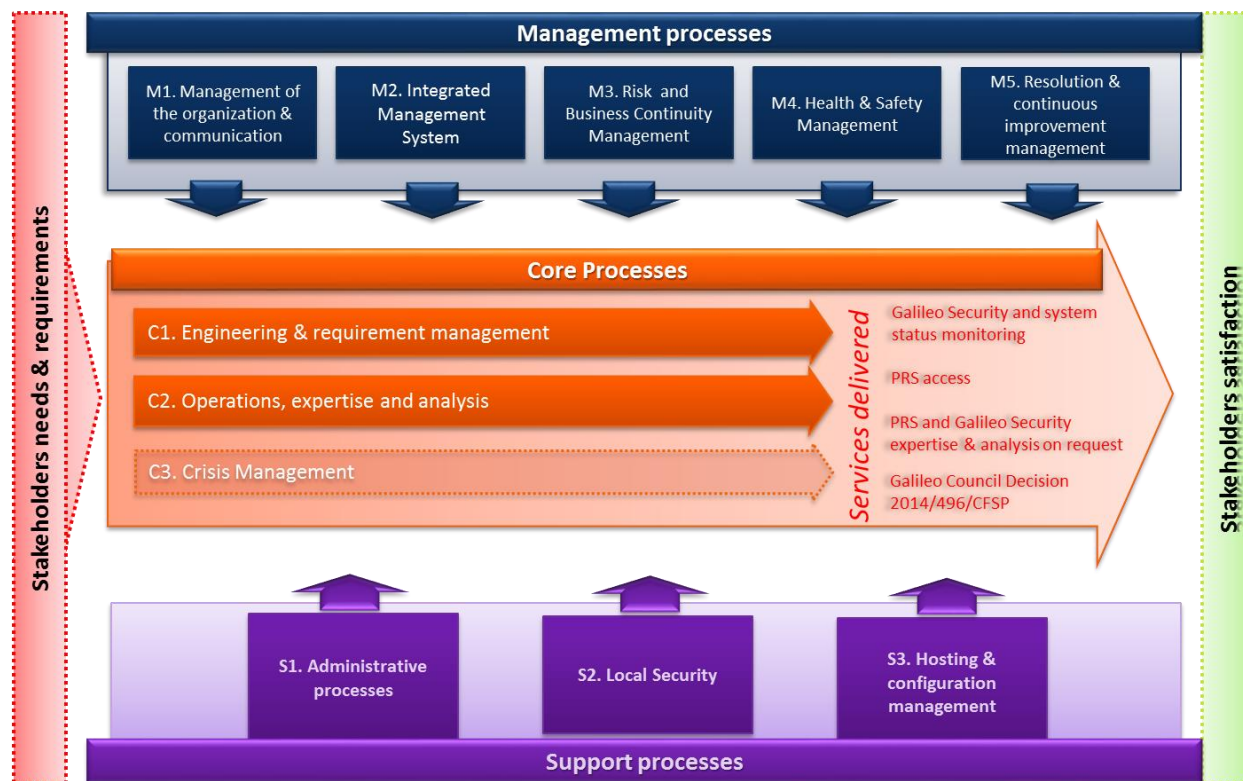 Stakeholders needs & requirements
Management processes
M1. Management of
the organization &
communication
M2. Integrated
Management
System
M3. Risk and
Business Continuity
Management
M4. Health & Safety
Management
M5. Resolution &
continuous
improvement
management
Core Processes
C1. Engineering & requirement management
C2. Operations, expertise and analysis
C3. Crisis Management
Services delivered
Galileo Security and system
status monitoring
PRS access
PRS and Galileo Security
expertise & analysis on request
Galileo Council Decision
2014/496/CFSP
S1. Administrative
processes
S2. Local Security
S3. Hosting &
configuration
management
Support processes
Stakeholders satisfaction